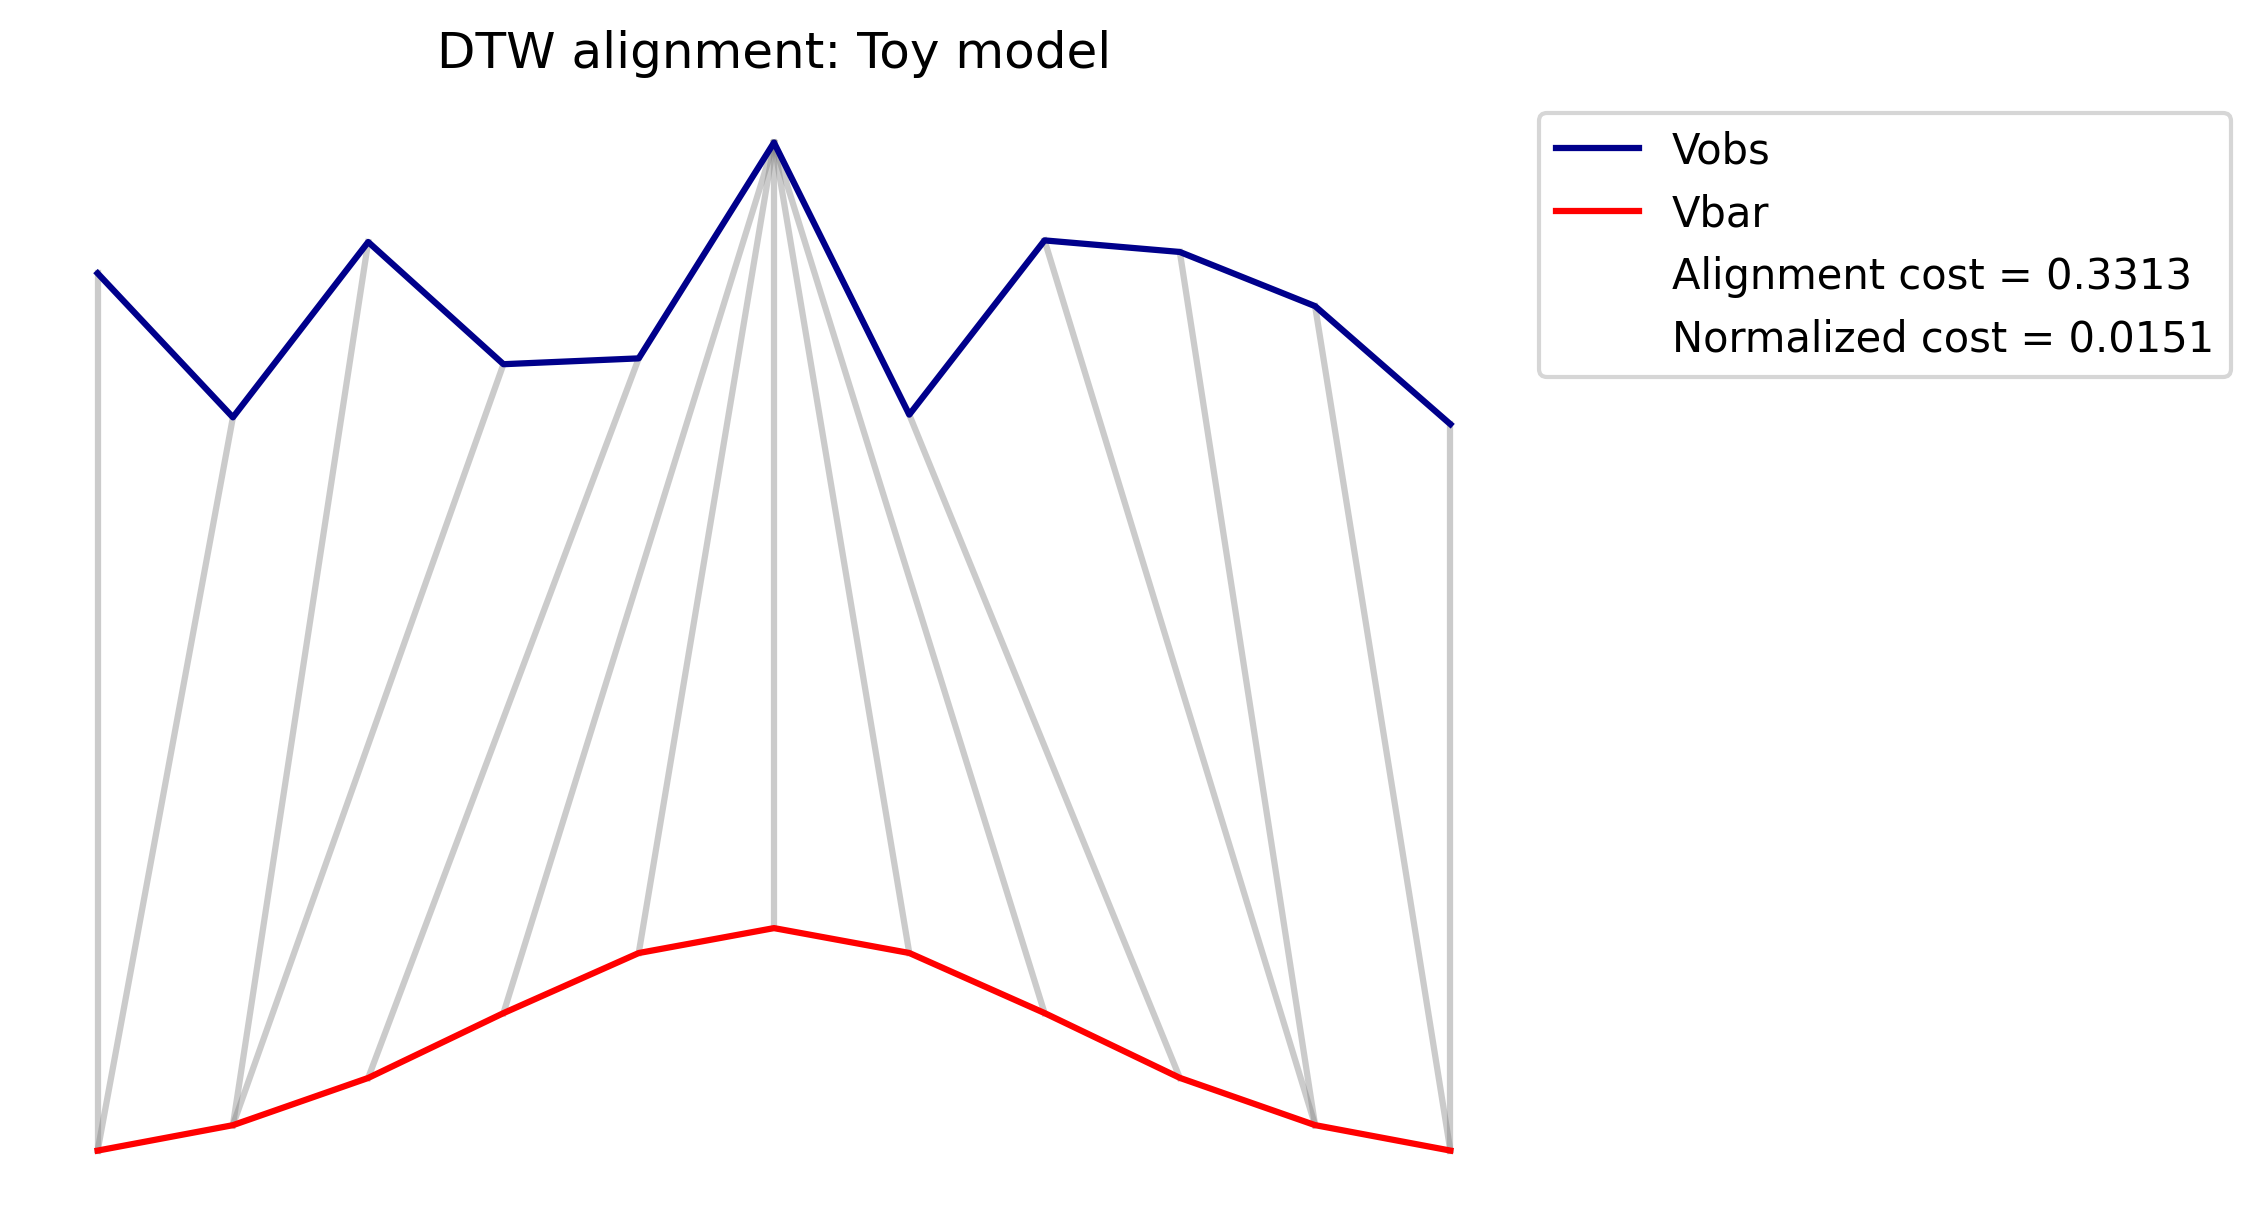 DTW alignment: Toy model
Vobs
Vbar
Alignment cost = 0.3313
Normalized cost = 0.0151